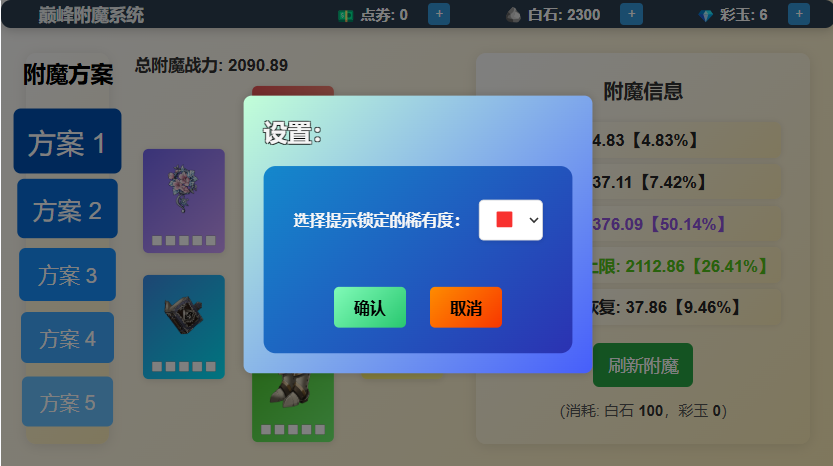 巅峰附魔系统 点券: 0 + 白石: 2300 + 彩玉: 6 +
附魔方案
总附魔战力: 2090.89
方案 1
方案 2
方案 3
方案 4
方案 5
设置：
选择提示锁定的稀有度：
确认 取消
附魔信息
4.83【4.83%】
37.11【7.42%】
376.09【50.14%】
上限: 2112.86【26.41%】
恢复: 37.86【9.46%】
刷新附魔
(消耗: 白石 100，彩玉 0)